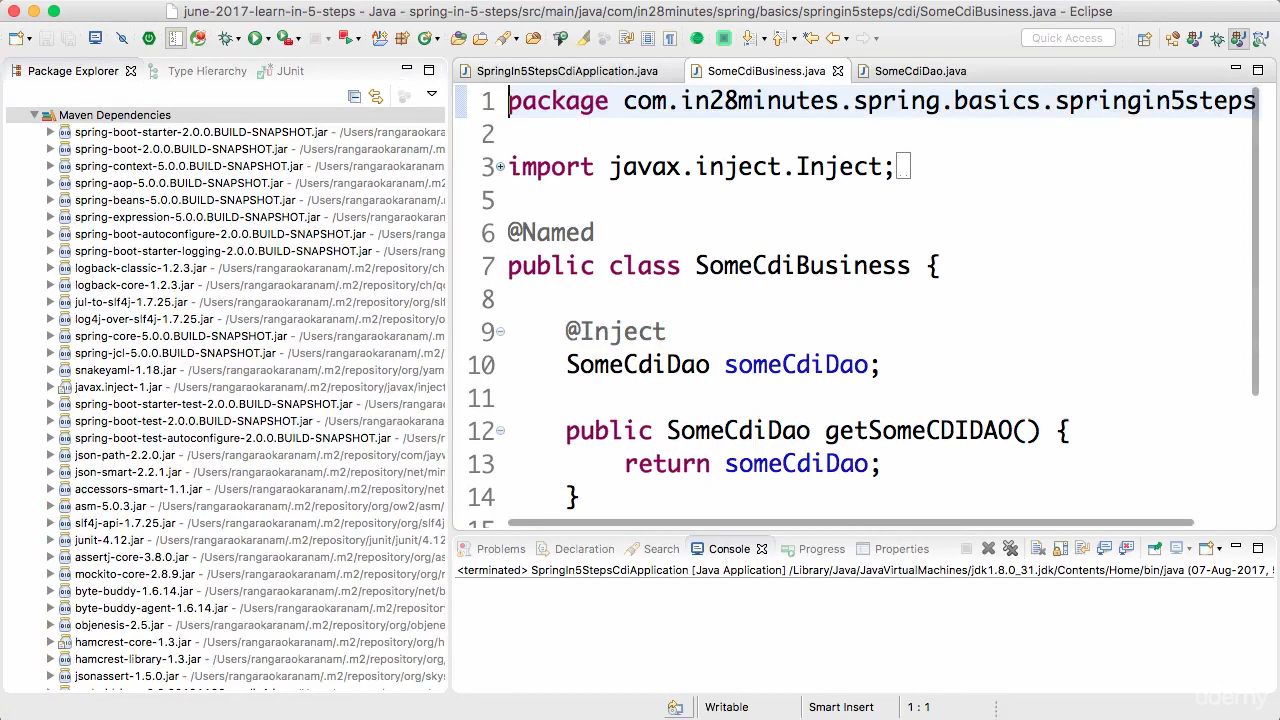 june-2017-learn-in-5-steps - Java - spring-in-5-steps/src/main/java/com/in28minutes/spring/basics/springin5steps/cdi/SomeCdiBusiness.java - Eclipse
Quick Access
Package Explorer
Type Hierarchy
JUnit
Maven Dependencies
spring-boot-starter-2.0.0.BUILD-SNAPSHOT.jar - /Users/rangaraokaran
spring-boot-2.0.0.BUILD-SNAPSHOT.jar - /Users/rangaraokaranam/.m2
spring-context-5.0.0.BUILD-SNAPSHOT.jar - /Users/rangaraokaranam/
spring-aop-5.0.0.BUILD-SNAPSHOT.jar - /Users/rangaraokaranam/.m2
spring-beans-5.0.0.BUILD-SNAPSHOT.jar - /Users/rangaraokaranam/.m
spring-expression-5.0.0.BUILD-SNAPSHOT.jar - /Users/rangaraokarana
spring-boot-autoconfigure-2.0.0.BUILD-SNAPSHOT.jar - /Users/rangar
spring-boot-starter-logging-2.0.0.BUILD-SNAPSHOT.jar - /Users/ranga
logback-classic-1.2.3.jar - /Users/rangaraokaranam/.m2/repository/ch
logback-core-1.2.3.jar - /Users/rangaraokaranam/.m2/repository/ch/qo
jul-to-slf4j-1.7.25.jar - /Users/rangaraokaranam/.m2/repository/org/slf
log4j-over-slf4j-1.7.25.jar - /Users/rangaraokaranam/.m2/repository/o
spring-core-5.0.0.BUILD-SNAPSHOT.jar - /Users/rangaraokaranam/.m2
spring-jcl-5.0.0.BUILD-SNAPSHOT.jar - /Users/rangaraokaranam/.m2/
snakeyaml-1.18.jar - /Users/rangaraokaranam/.m2/repository/org/yam
javax.inject-1.jar - /Users/rangaraokaranam/.m2/repository/javax/inject
spring-boot-starter-test-2.0.0.BUILD-SNAPSHOT.jar - /Users/rangarao
spring-boot-test-2.0.0.BUILD-SNAPSHOT.jar - /Users/rangaraokaranam
spring-boot-test-autoconfigure-2.0.0.BUILD-SNAPSHOT.jar - /Users/r
json-path-2.2.0.jar - /Users/rangaraokaranam/.m2/repository/com/jayw
json-smart-2.2.1.jar - /Users/rangaraokaranam/.m2/repository/net/min
accessors-smart-1.1.jar - /Users/rangaraokaranam/.m2/repository/net
asm-5.0.3.jar - /Users/rangaraokaranam/.m2/repository/org/ow2/asm/
slf4j-api-1.7.25.jar - /Users/rangaraokaranam/.m2/repository/org/slf4j
junit-4.12.jar - /Users/rangaraokaranam/.m2/repository/junit/junit/4.12
assertj-core-3.8.0.jar - /Users/rangaraokaranam/.m2/repository/org/as
mockito-core-2.8.9.jar - /Users/rangaraokaranam/.m2/repository/org/m
byte-buddy-1.6.14.jar - /Users/rangaraokaranam/.m2/repository/net/b
byte-buddy-agent-1.6.14.jar - /Users/rangaraokaranam/.m2/repository
objenesis-2.5.jar - /Users/rangaraokaranam/.m2/repository/org/objene
hamcrest-core-1.3.jar - /Users/rangaraokaranam/.m2/repository/org/h
hamcrest-library-1.3.jar - /Users/rangaraokaranam/.m2/repository/org
jsonassert-1.5.0.jar - /Users/rangaraokaranam/.m2/repository/org/sky
SpringIn5StepsCdiApplication.java
SomeCdiBusiness.java
SomeCdiDao.java
1 package com.in28minutes.spring.basics.springin5steps
2
3 import javax.inject.Inject;
5
6 @Named
7 public class SomeCdiBusiness {
8
9 @Inject
10 SomeCdiDao someCdiDao;
11
12 public SomeCdiDao getSomeCDIDAO() {
13 return someCdiDao;
14 }
15
Problems
Declaration
Search
Console
Progress
Properties
<terminated> SpringIn5StepsCdiApplication [Java Application] /Library/Java/JavaVirtualMachines/jdk1.8.0_31.jdk/Contents/Home/bin/java (07-Aug-2017,
Writable
Smart Insert
1 : 1
udemy